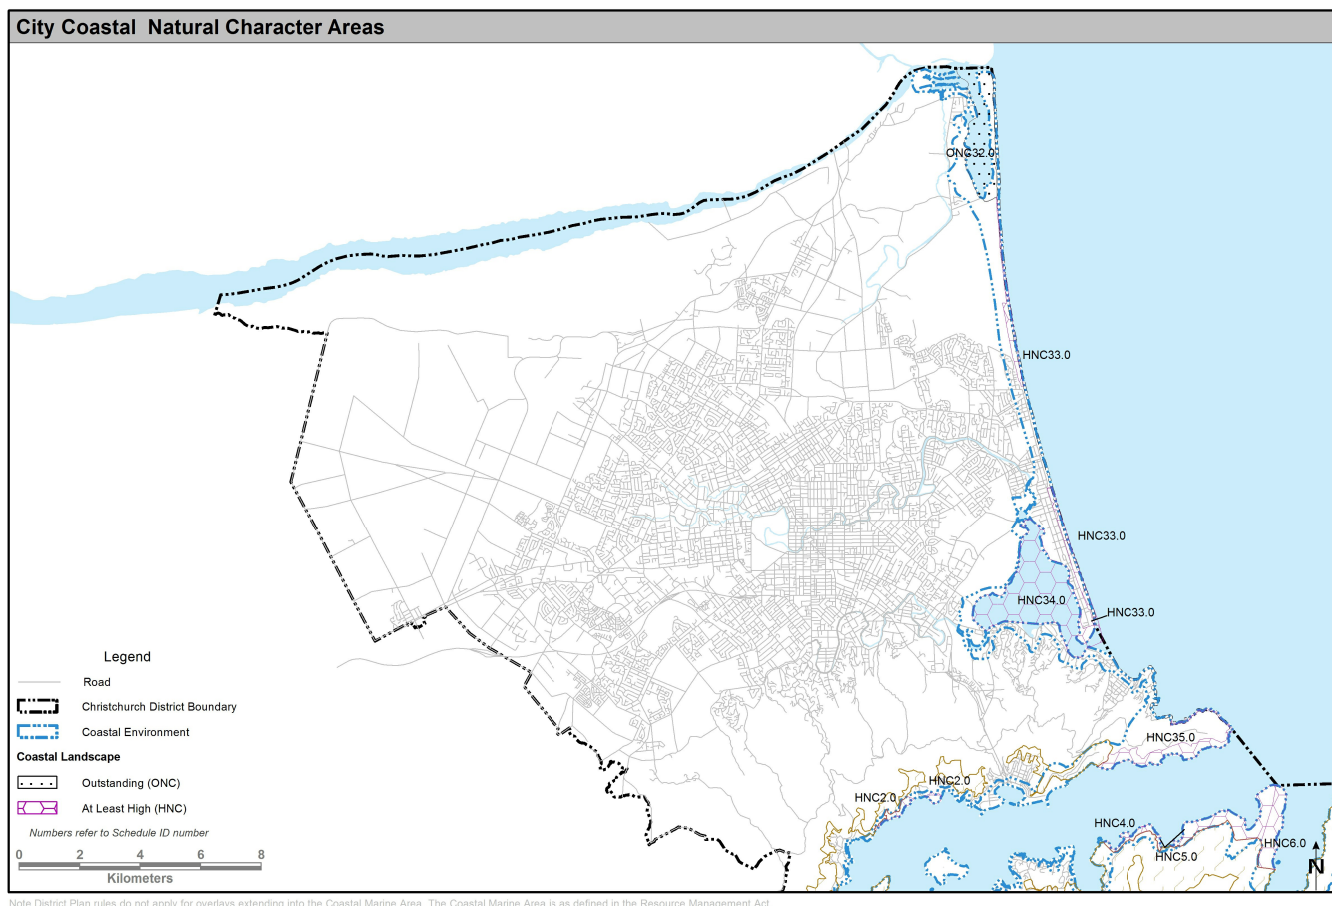 City Coastal Natural Character Areas
ONC32.0
HNC33.0
HNC33.0
HNC34.0
HNC33.0
HNC35.0
HNC2.0
HNC2.0
HNC4.0
HNC5.0
HNC6.0
N
Legend
Road
Christchurch District Boundary
Coastal Environment
Coastal Landscape
Outstanding (ONC)
At Least High (HNC)
Numbers refer to Schedule ID number
0 2 4 6 8
Kilometers
Note District Plan rules do not apply for overlays extending into the Coastal Marine Area. The Coastal Marine Area is as defined in the Resource Management Act